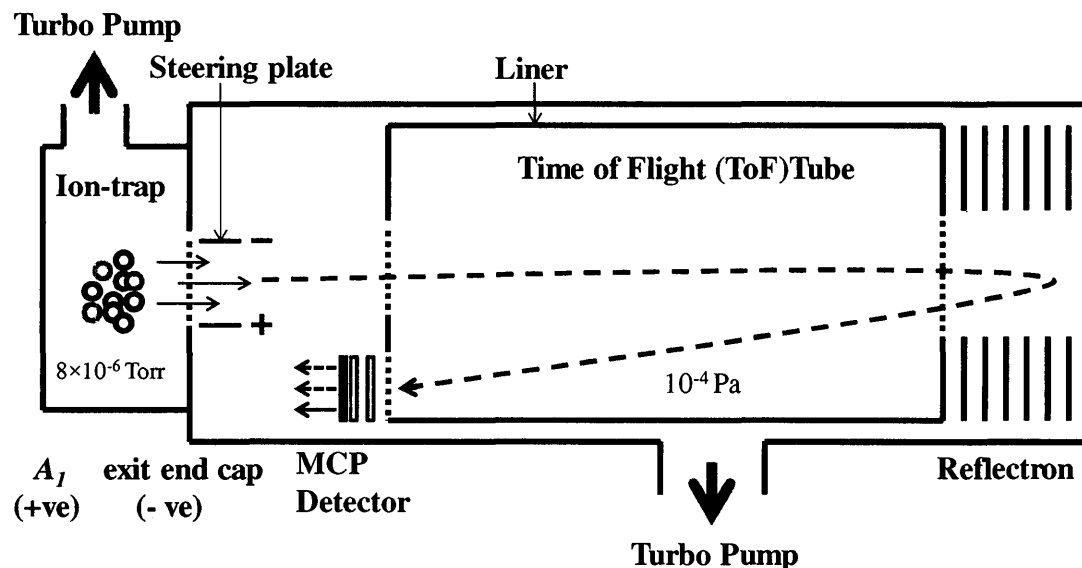 Turbo Pump
Steering plate
Liner
Time of Flight (ToF)Tube
Ion-trap
–
+
8×10⁻⁶ Torr
10⁻⁴ Pa
A₁ exit end cap
(+ve) (- ve)
MCP
Detector
Reflectron
Turbo Pump